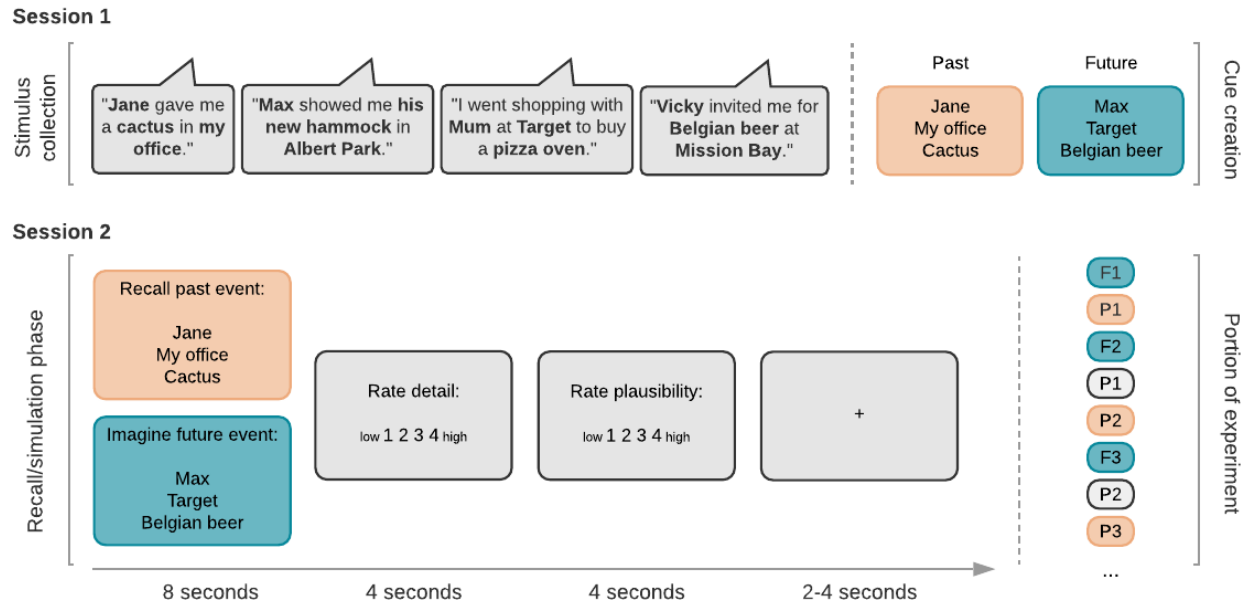 Session 1
Stimulus
collection
"Jane gave me
a cactus in my
office."
"Max showed me his
new hammock in
Albert Park."
"I went shopping with
Mum at Target to buy
a pizza oven."
"Vicky invited me for
Belgian beer at
Mission Bay."
Past
Jane
My office
Cactus
Future
Max
Target
Belgian beer
Cue creation
Session 2
Recall/simulation phase
Recall past event:
Jane
My office
Cactus
Imagine future event:
Max
Target
Belgian beer
Rate detail:
low 1 2 3 4 high
Rate plausibility:
low 1 2 3 4 high
+
8 seconds
4 seconds
4 seconds
2-4 seconds
F1
P1
F2
P1
P2
F3
P2
P3
...
Portion of experiment